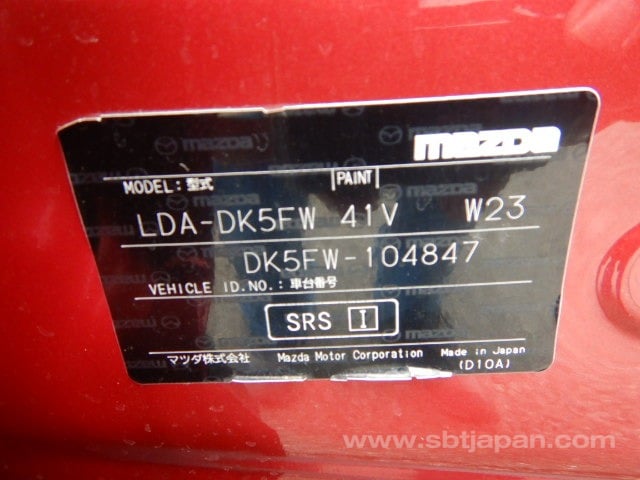 mazda
MODEL: 型式 PAINT
LDA-DK5FW 41V W23
DK5FW-104847
VEHICLE ID.NO.: 車台番号
SRS I
マツダ株式会社 Mazda Motor Corporation Made in Japan
(D10A)
www.sbtjapan.com